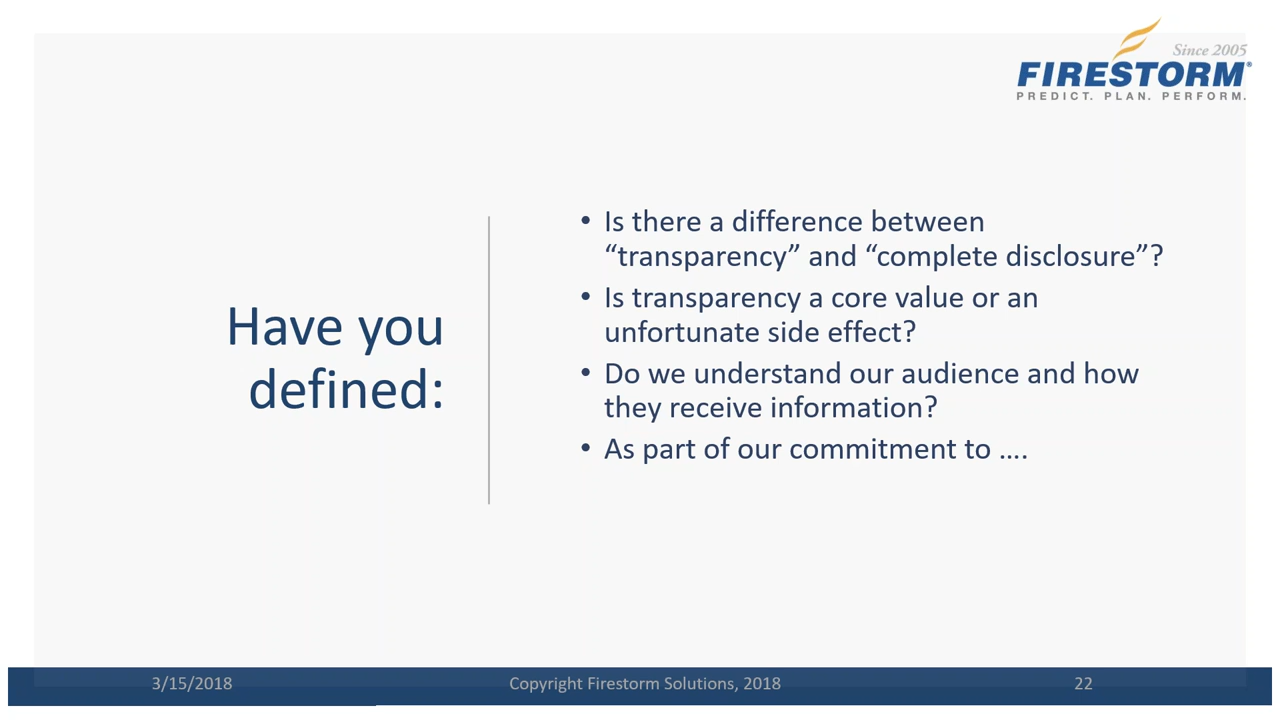 Since 2005
FIRESTORM®
PREDICT. PLAN. PERFORM.
Have you
defined:
• Is there a difference between
“transparency” and “complete disclosure”?
• Is transparency a core value or an
unfortunate side effect?
• Do we understand our audience and how
they receive information?
• As part of our commitment to ....
3/15/2018
Copyright Firestorm Solutions, 2018
22